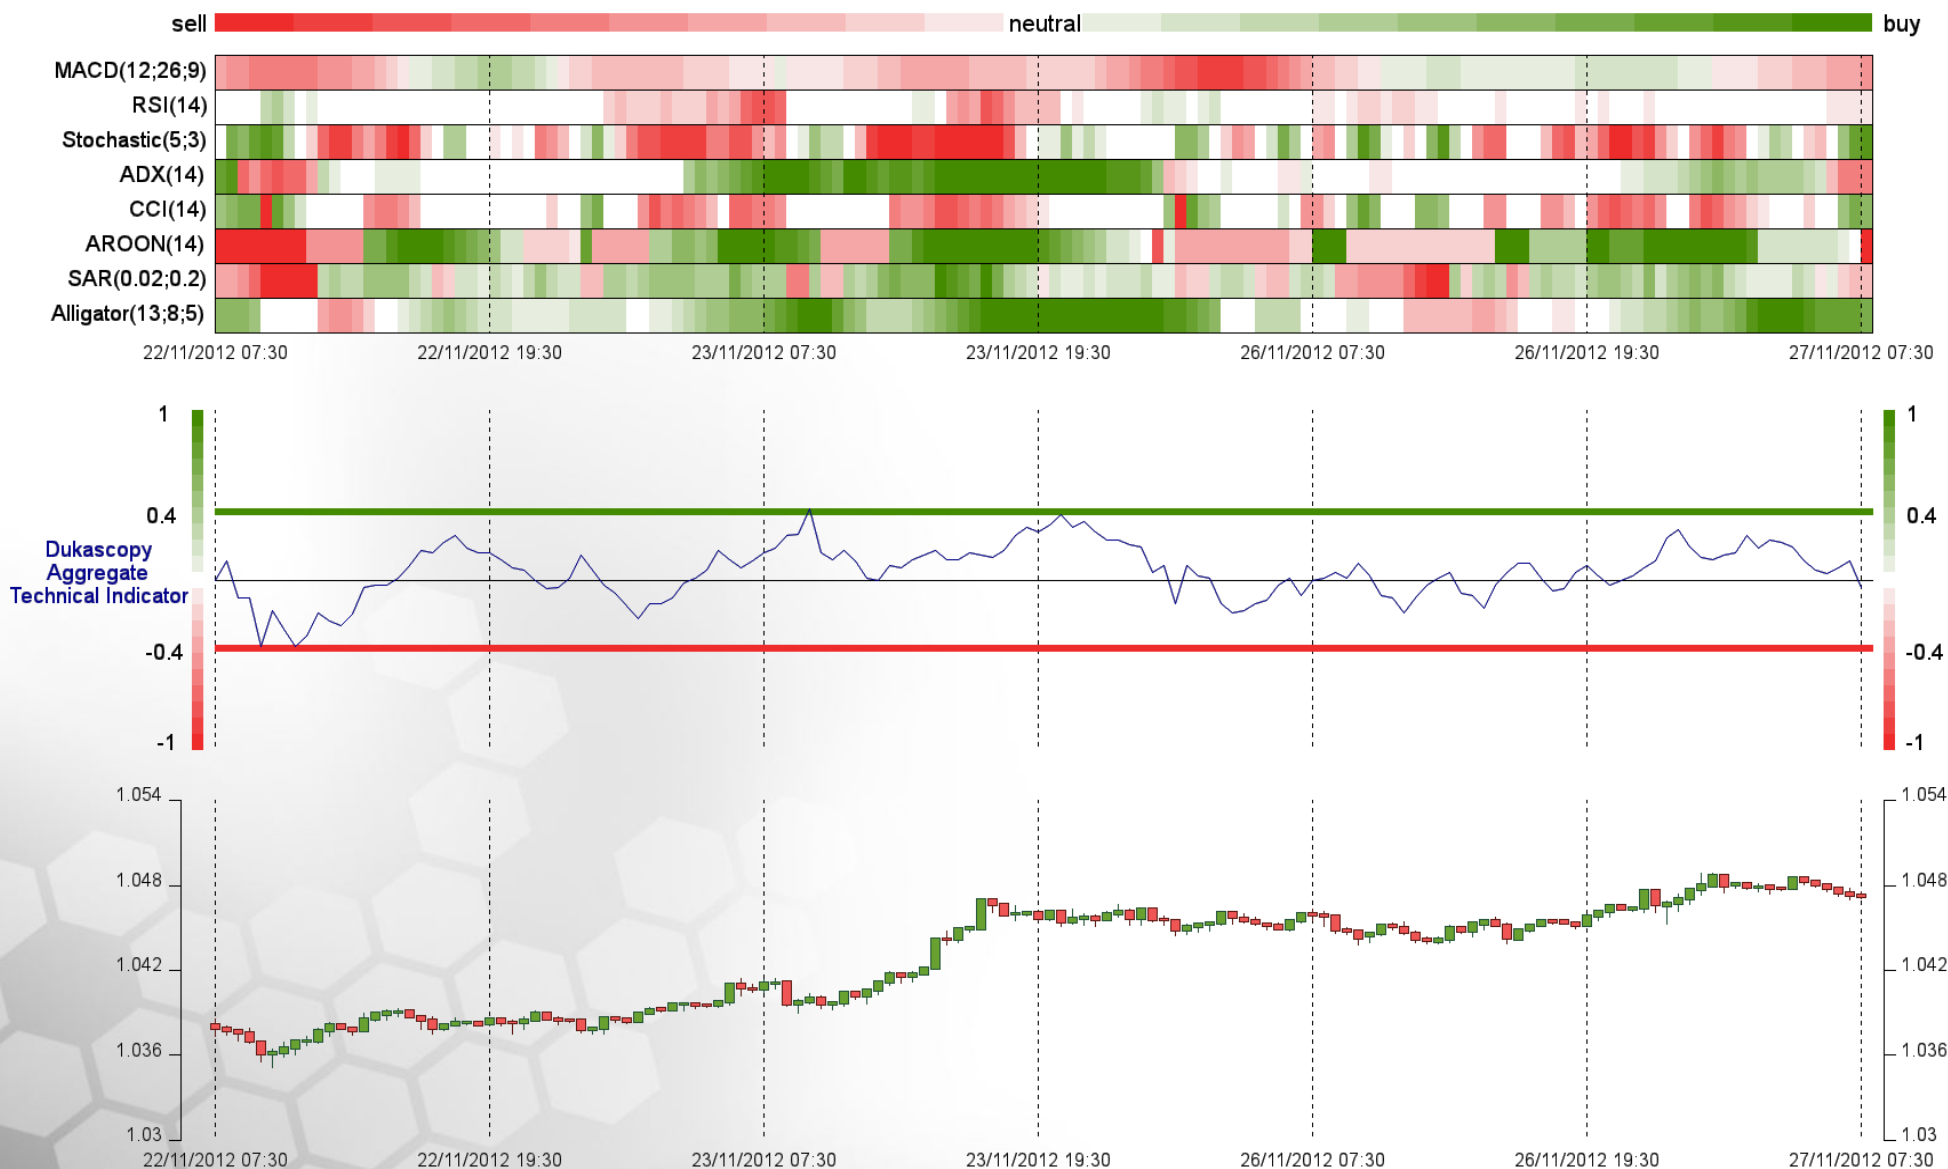 sell neutral buy
MACD(12;26;9)
RSI(14)
Stochastic(5;3)
ADX(14)
CCI(14)
AROON(14)
SAR(0.02;0.2)
Alligator(13;8;5)
22/11/2012 07:30 22/11/2012 19:30 23/11/2012 07:30 23/11/2012 19:30 26/11/2012 07:30 26/11/2012 19:30 27/11/2012 07:30
1 1
0.4 0.4
Dukascopy
Aggregate
Technical Indicator
-0.4 -0.4
-1 -1
1.054 1.054
1.048 1.048
1.042 1.042
1.036 1.036
1.03 1.03
22/11/2012 07:30 22/11/2012 19:30 23/11/2012 07:30 23/11/2012 19:30 26/11/2012 07:30 26/11/2012 19:30 27/11/2012 07:30